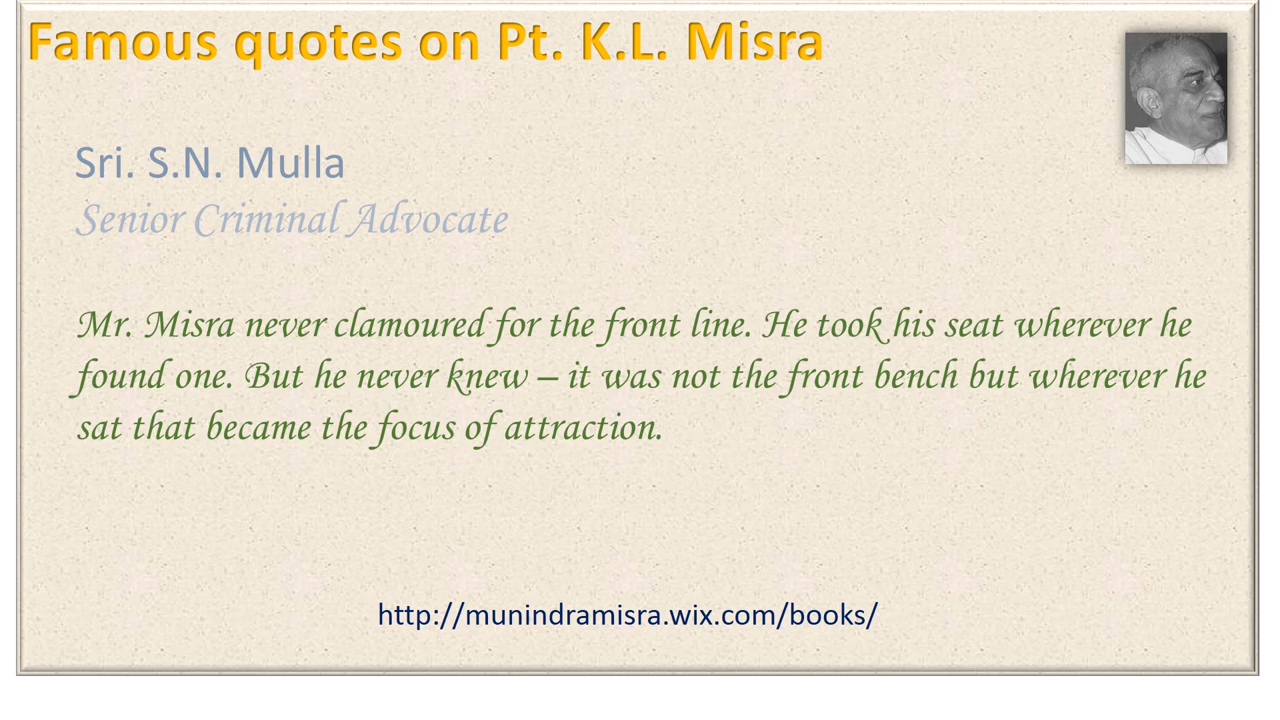 Famous quotes on Pt. K.L. Misra
Sri. S.N. Mulla
Senior Criminal Advocate
Mr. Misra never clamoured for the front line. He took his seat wherever he
found one. But he never knew – it was not the front bench but wherever he
sat that became the focus of attraction.
http://munindramisra.wix.com/books/